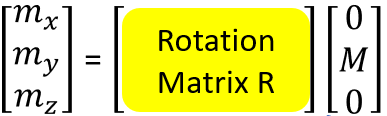 [m_x m_y m_z] = [Rotation Matrix R] [0 M 0]